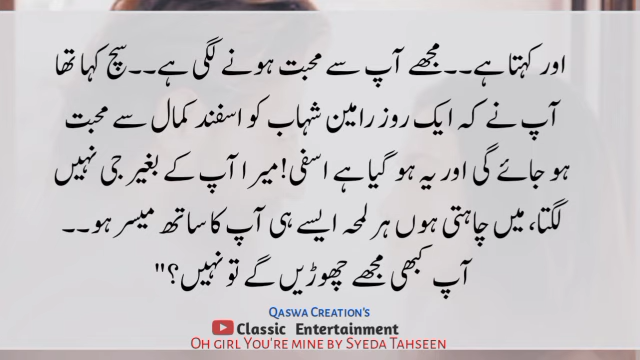 اور کہتا ہے۔۔مجھے آپ سے محبت ہونے لگی ہے۔۔سچ کہا تھا
آپ نے کہ ایک روز رامین شہاب کو اسفند کمال سے محبت
ہو جائے گی اور یہ ہو گیا ہے اسفی!میرا آپ کے بغیر جی نہیں
لگتا، میں چاہتی ہوں ہر لمحہ ایسے ہی آپ کا ساتھ میسر ہو۔۔
آپ کبھی مجھے چھوڑیں گے تو نہیں؟"
Qaswa Creation's
Classic Entertainment
Oh girl You're mine by Syeda Tahseen